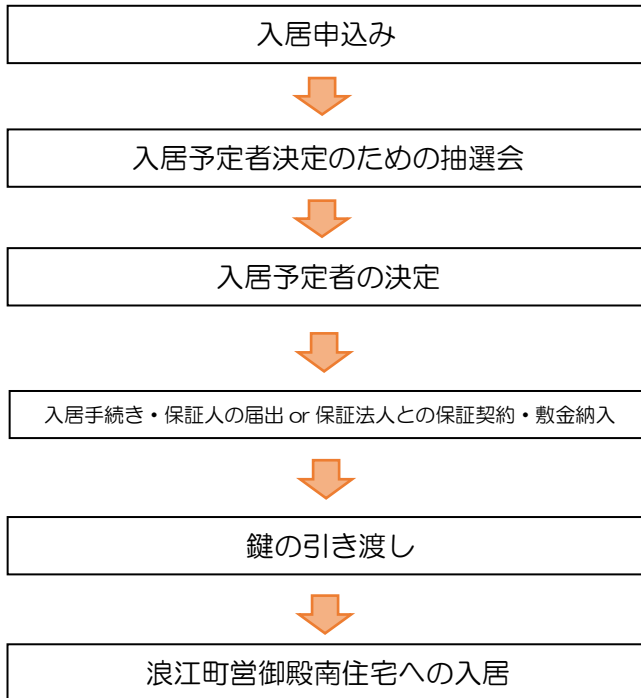 入居申込み
入居予定者決定のための抽選会
入居予定者の決定
入居手続き・保証人の届出 or 保証法人との保証契約・敷金納入
鍵の引き渡し
浪江町営御殿南住宅への入居